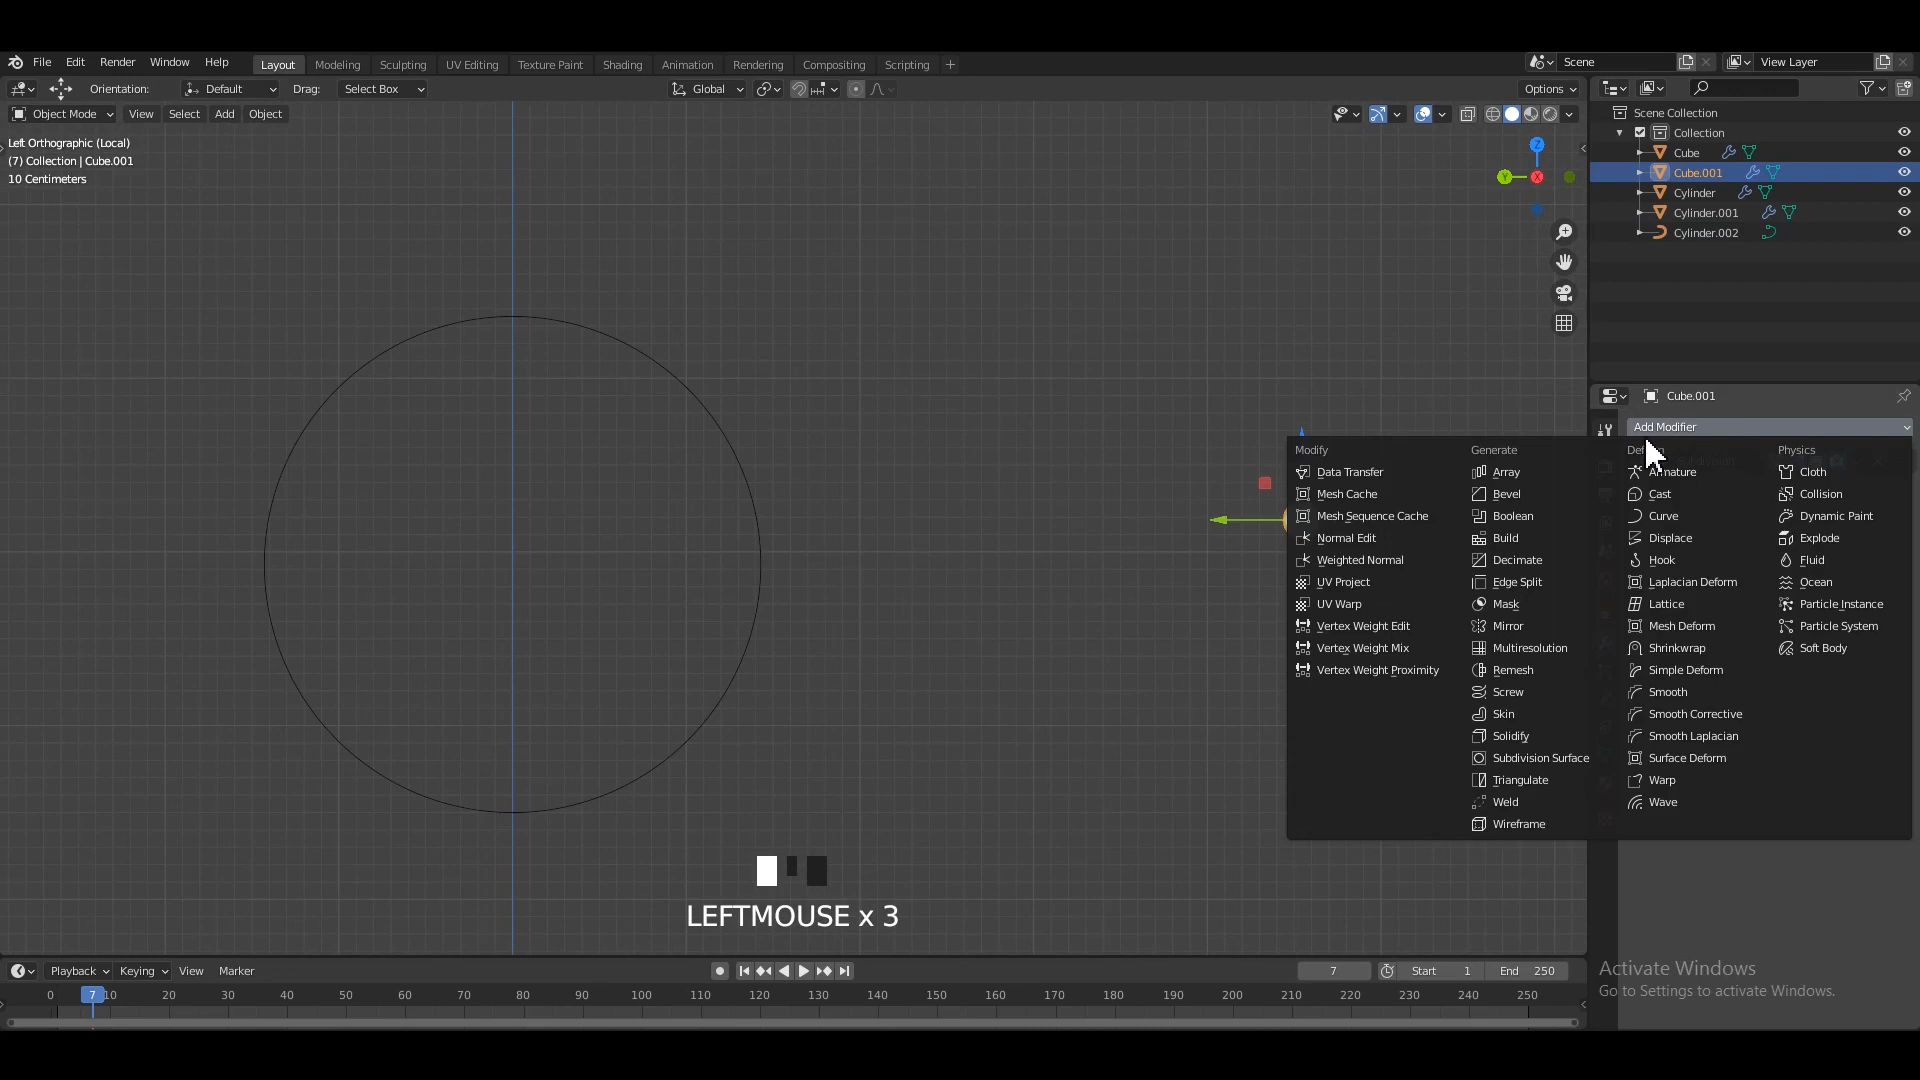 File Edit Render Window Help Layout Modeling Sculpting UV Editing Texture Paint Shading Animation Rendering Compositing Scripting + Scene View Layer
Orientation: Default Drag: Select Box Global Options
Object Mode View Select Add Object
Left Orthographic (Local)
(7) Collection | Cube.001
10 Centimeters
Z
Y
X
Scene Collection
Collection
Cube
Cube.001
Cylinder
Cylinder.001
Cylinder.002
Cube.001
Add Modifier
Modify
Data Transfer
Mesh Cache
Mesh Sequence Cache
Normal Edit
Weighted Normal
UV Project
UV Warp
Vertex Weight Edit
Vertex Weight Mix
Vertex Weight Proximity
Generate
Array
Bevel
Boolean
Build
Decimate
Edge Split
Mask
Mirror
Multiresolution
Remesh
Screw
Skin
Solidify
Subdivision Surface
Triangulate
Weld
Wireframe
Armature
Cast
Curve
Displace
Hook
Laplacian Deform
Lattice
Mesh Deform
Shrinkwrap
Simple Deform
Smooth
Smooth Corrective
Smooth Laplacian
Surface Deform
Warp
Wave
Physics
Cloth
Collision
Dynamic Paint
Explode
Fluid
Ocean
Particle Instance
Particle System
Soft Body
LEFTMOUSE x 3
Activate Windows
Go to Settings to activate Windows.
Playback Keying View Marker 7 Start 1 End 250
0 7 10 20 30 40 50 60 70 80 90 100 110 120 130 140 150 160 170 180 190 200 210 220 230 240 250